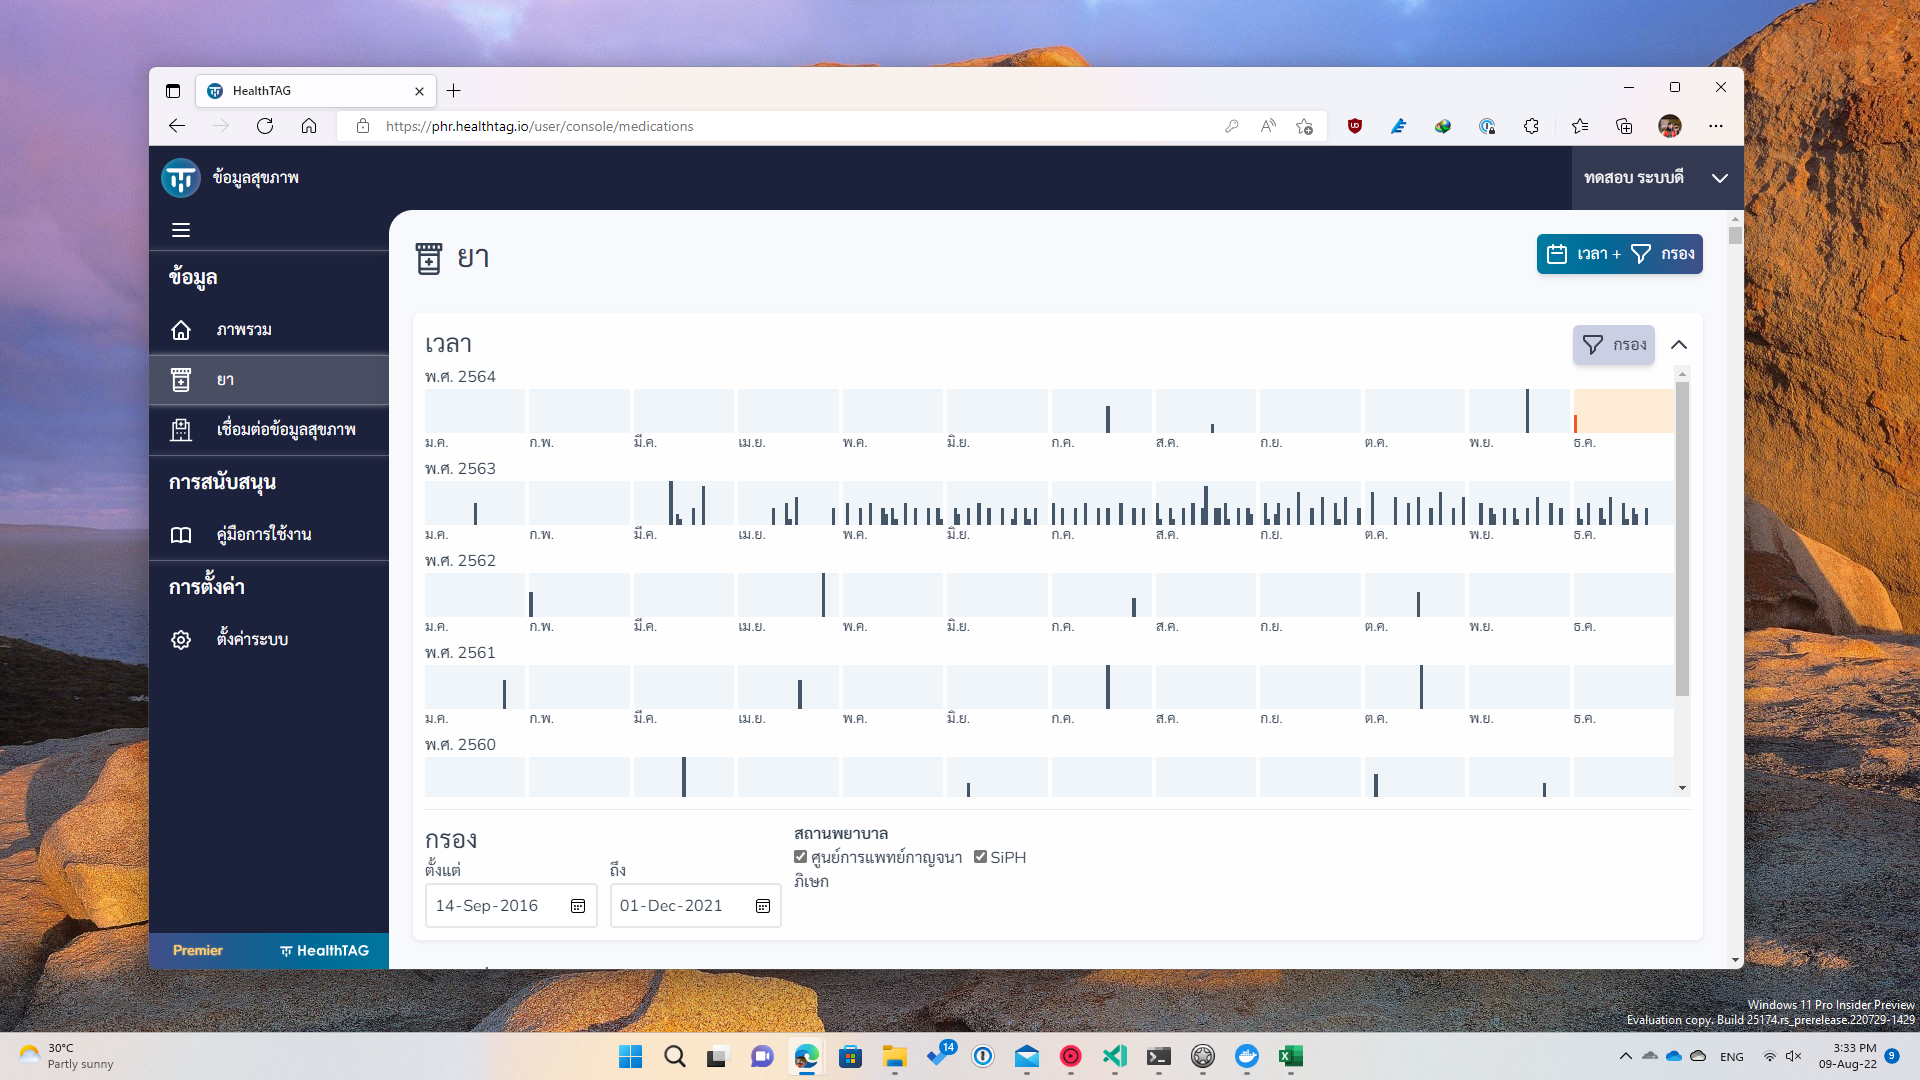 HealthTAG
https://phr.healthtag.io/user/console/medications
ข้อมูลสุขภาพ
ทดสอบ ระบบดี
ข้อมูล
ภาพรวม
ยา
เชื่อมต่อข้อมูลสุขภาพ
การสนับสนุน
คู่มือการใช้งาน
การตั้งค่า
ตั้งค่าระบบ
Premier
HealthTAG
ยา
เวลา + กรอง
เวลา
กรอง
พ.ศ. 2564
ม.ค. ก.พ. มี.ค. เม.ย. พ.ค. มิ.ย. ก.ค. ส.ค. ก.ย. ต.ค. พ.ย. ธ.ค.
พ.ศ. 2563
ม.ค. ก.พ. มี.ค. เม.ย. พ.ค. มิ.ย. ก.ค. ส.ค. ก.ย. ต.ค. พ.ย. ธ.ค.
พ.ศ. 2562
ม.ค. ก.พ. มี.ค. เม.ย. พ.ค. มิ.ย. ก.ค. ส.ค. ก.ย. ต.ค. พ.ย. ธ.ค.
พ.ศ. 2561
ม.ค. ก.พ. มี.ค. เม.ย. พ.ค. มิ.ย. ก.ค. ส.ค. ก.ย. ต.ค. พ.ย. ธ.ค.
พ.ศ. 2560
กรอง
ตั้งแต่ ถึง
14-Sep-2016 01-Dec-2021
สถานพยาบาล
ศูนย์การแพทย์กาญจนา SiPH
ภิเษก
Windows 11 Pro Insider Preview
Evaluation copy. Build 25174.rs_prerelease.220729-1429
30°C
Partly sunny
14
ENG
3:33 PM
09-Aug-22
9